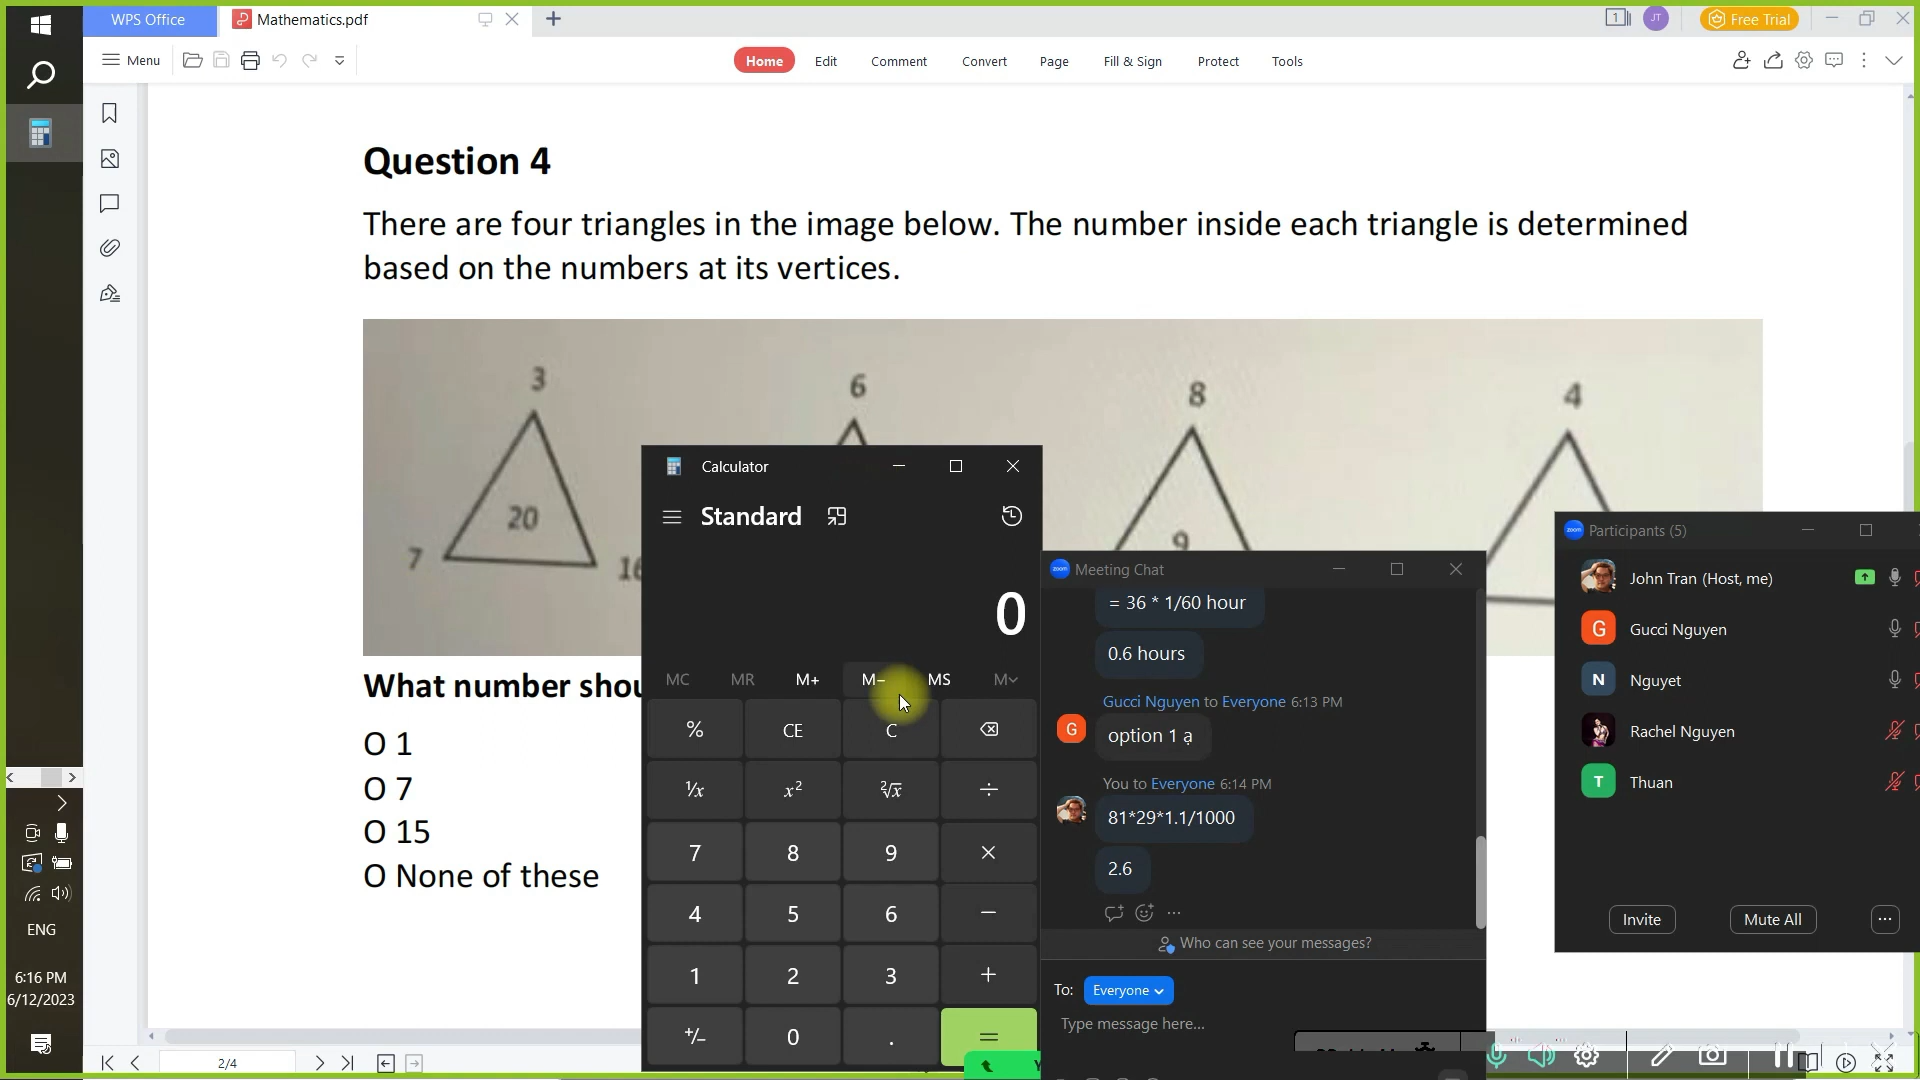 WPS Office
Mathematics.pdf
1
JT
Free Trial
Menu
Home
Edit
Comment
Convert
Page
Fill & Sign
Protect
Tools
Question 4
There are four triangles in the image below. The number inside each triangle is determined
based on the numbers at its vertices.
3
6
8
4
20
7
16
9
Calculator
Standard
0
MC
MR
M+
M-
MS
M
%
CE
C
¹/x
x²
²√x
÷
7
8
9
×
4
5
6
−
1
2
3
+
+/−
0
.
=
What number shou
O 1
O 7
O 15
O None of these
zoom
Meeting Chat
= 36 * 1/60 hour
0.6 hours
Gucci Nguyen to Everyone 6:13 PM
G
option 1 ạ
You to Everyone 6:14 PM
81*29*1.1/1000
2.6
Who can see your messages?
To:
Everyone
Type message here...
zoom
Participants (5)
John Tran (Host, me)
G
Gucci Nguyen
N
Nguyet
Rachel Nguyen
T
Thuan
Invite
Mute All
ENG
6:16 PM
6/12/2023
2/4